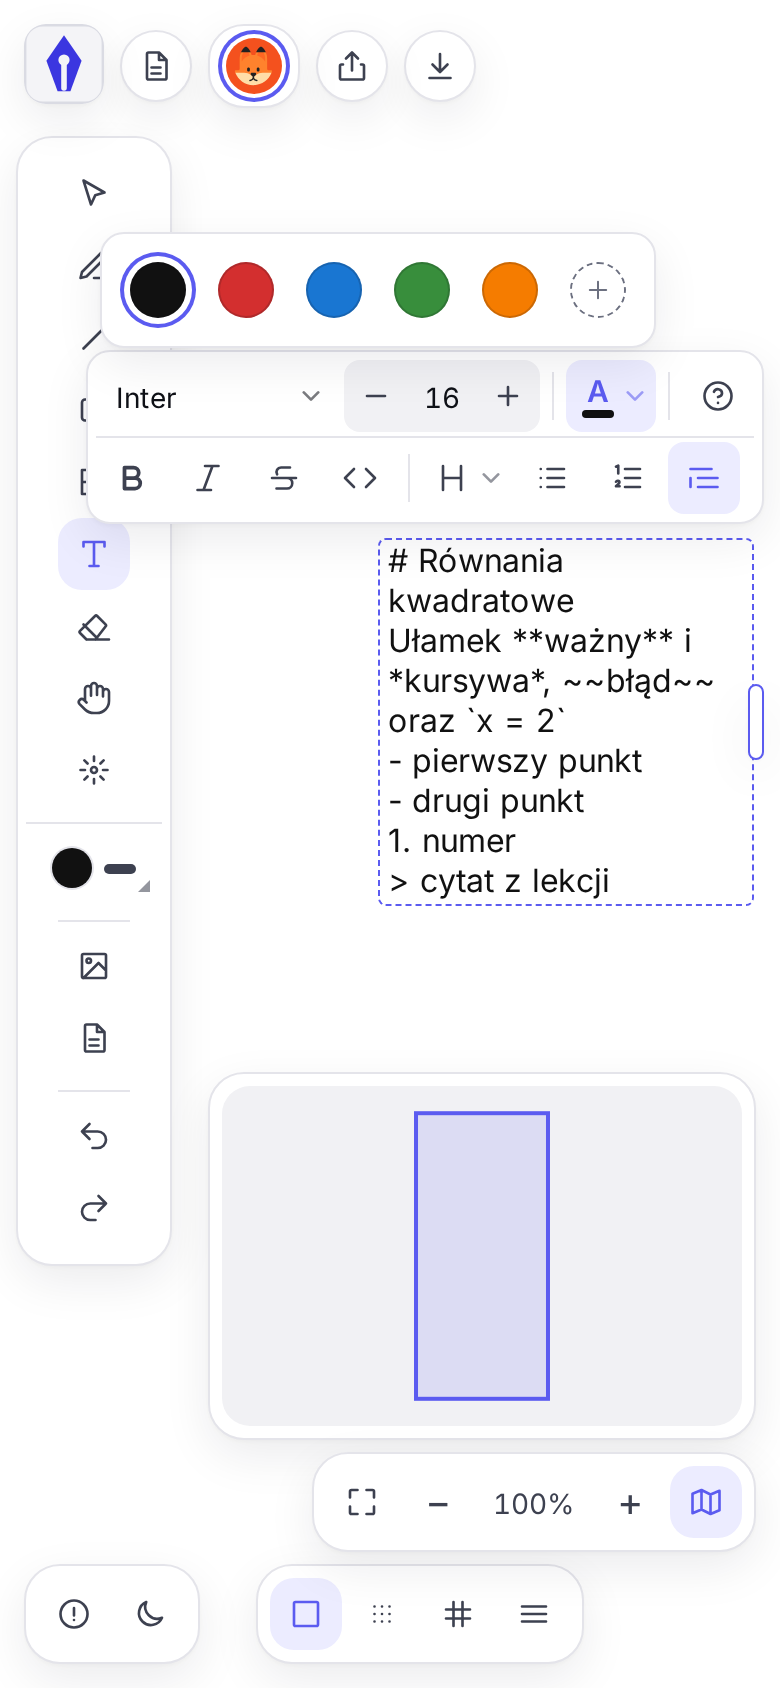 Inter
16
A
B
H
# Równania
kwadratowe
Ułamek **ważny** i
*kursywa*, ~~błąd~~
oraz `x = 2`
- pierwszy punkt
- drugi punkt
1. numer
> cytat z lekcji
100%